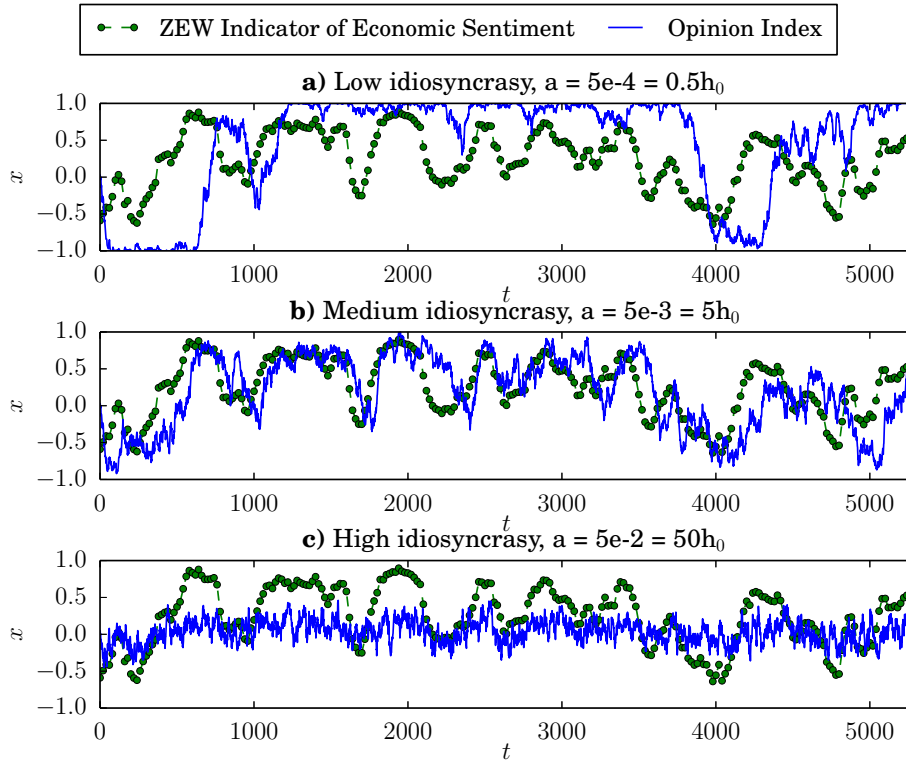 ZEW Indicator of Economic Sentiment Opinion Index
a) Low idiosyncrasy, a = 5e-4 = 0.5h₀
1.0
0.5
0.0
−0.5
−1.0
x
0 1000 2000 3000 4000 5000
t
b) Medium idiosyncrasy, a = 5e-3 = 5h₀
1.0
0.5
0.0
−0.5
−1.0
x
0 1000 2000 3000 4000 5000
t
c) High idiosyncrasy, a = 5e-2 = 50h₀
1.0
0.5
0.0
−0.5
−1.0
x
0 1000 2000 3000 4000 5000
t